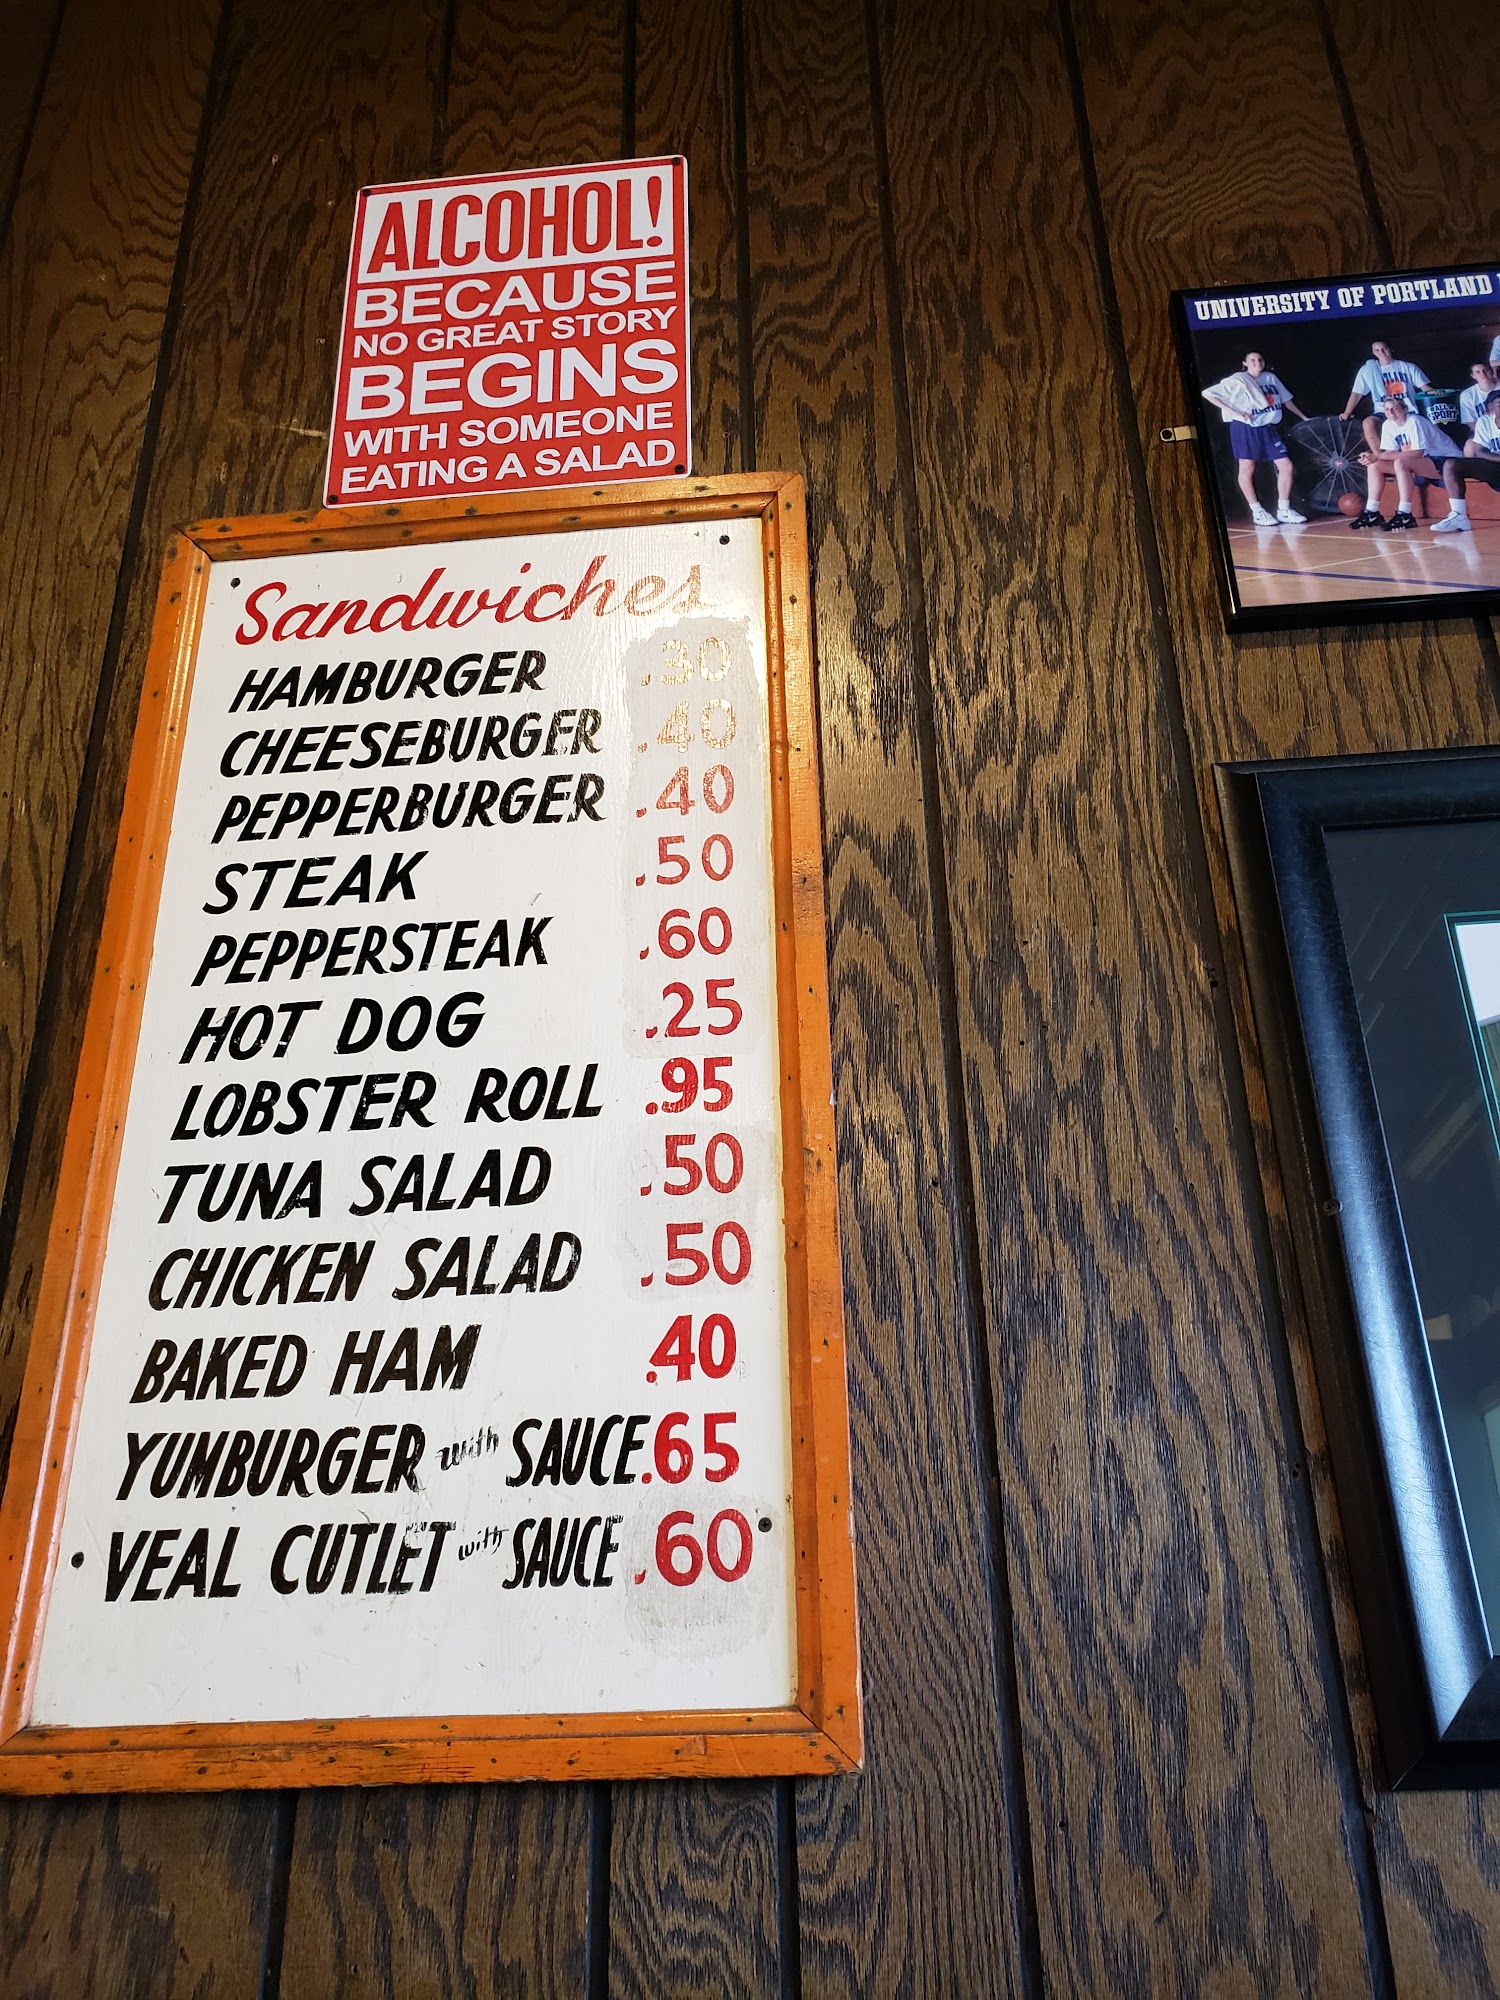 ALCOHOL!
BECAUSE
NO GREAT STORY
BEGINS
WITH SOMEONE
EATING A SALAD
Sandwiches
HAMBURGER .30
CHEESEBURGER .40
PEPPERBURGER .40
STEAK .50
PEPPERSTEAK .60
HOT DOG .25
LOBSTER ROLL .95
TUNA SALAD .50
CHICKEN SALAD .50
BAKED HAM .40
YUMBURGER with SAUCE .65
VEAL CUTLET with SAUCE .60
UNIVERSITY OF PORTLAND